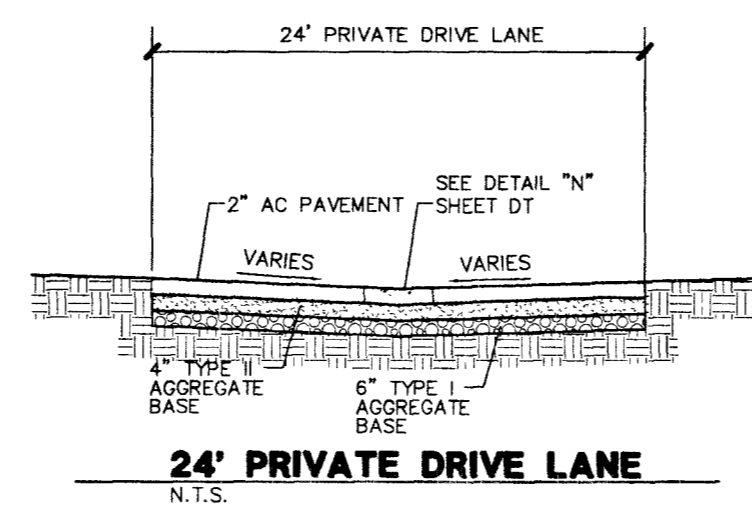 24' PRIVATE DRIVE LANE
SEE DETAIL "N"
2" AC PAVEMENT
SHEET DT
VARIES
VARIES
4" TYPE II
AGGREGATE
BASE
6" TYPE I
AGGREGATE
BASE
24' PRIVATE DRIVE LANE
N.T.S.